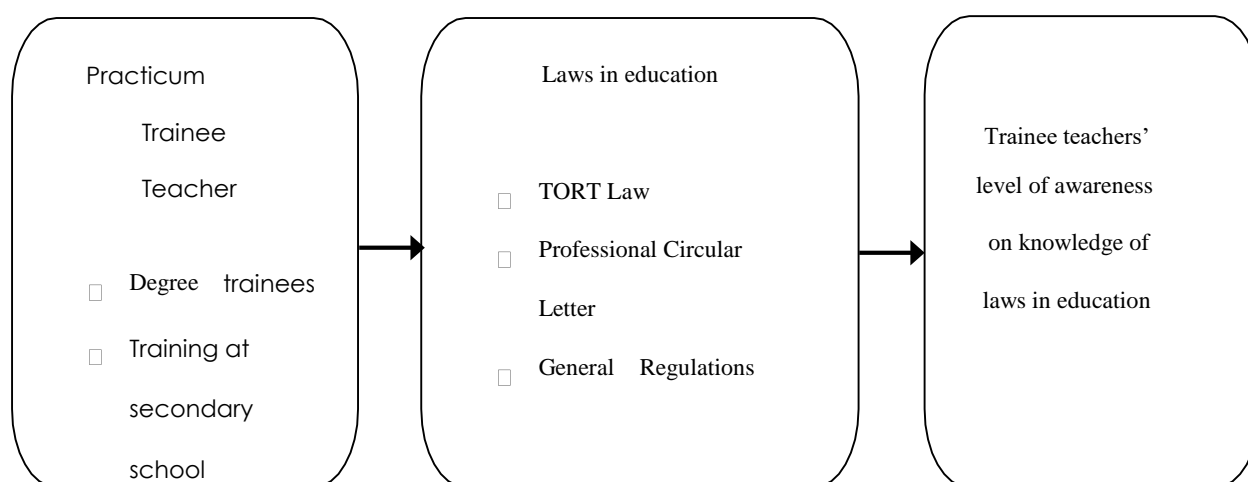 Practicum
Trainee
Teacher
Degree trainees
Training at
secondary
school
Laws in education
TORT Law
Professional Circular
Letter
General Regulations
Trainee teachers’
level of awareness
on knowledge of
laws in education